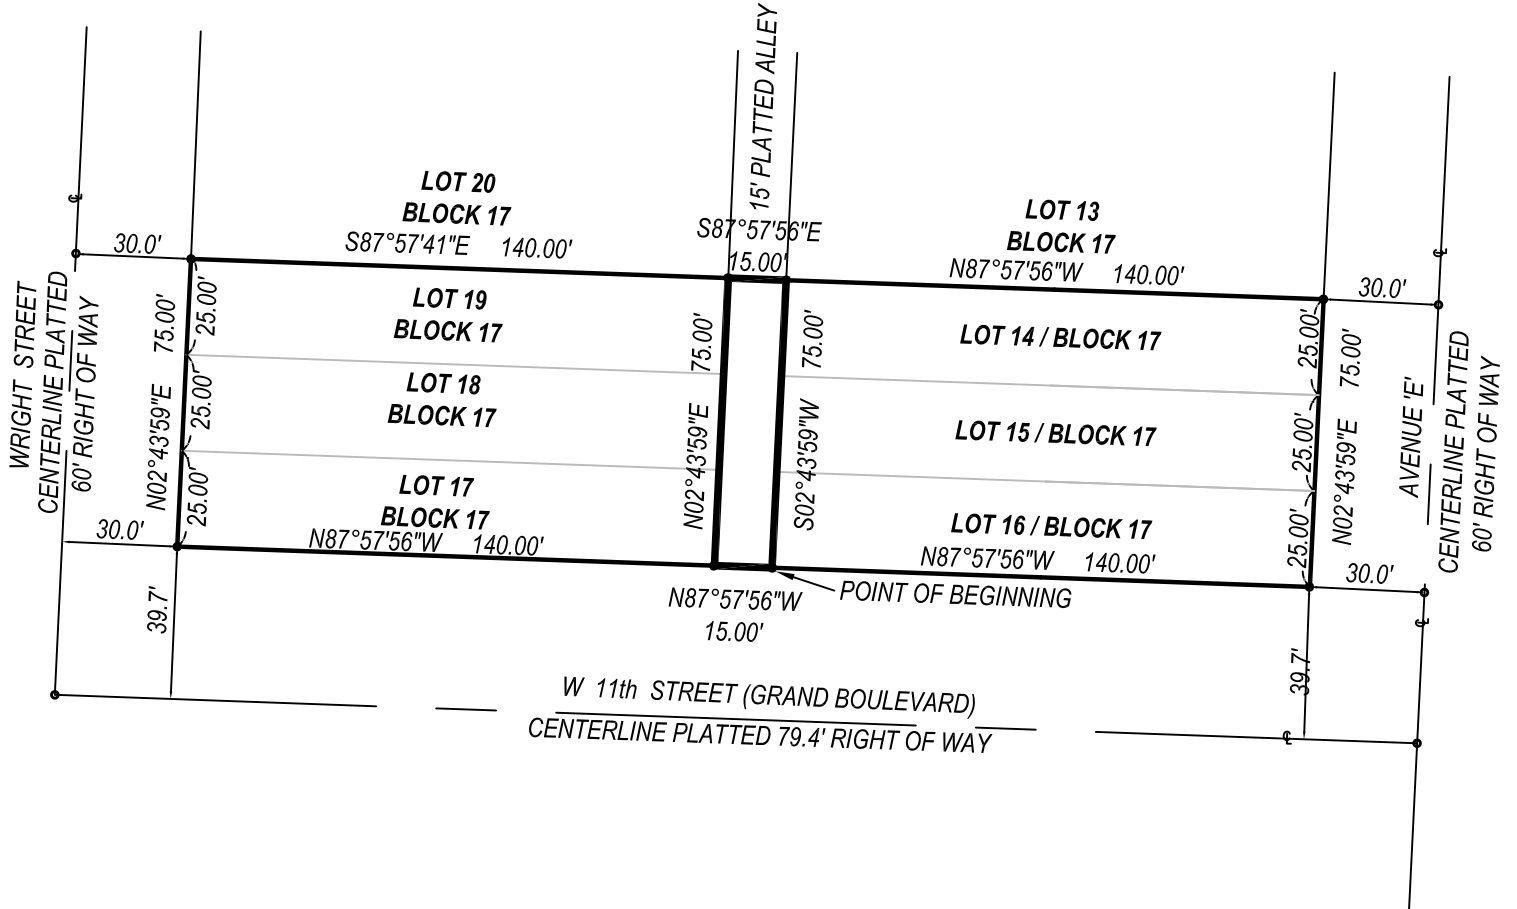 15' PLATTED ALLEY
LOT 20
BLOCK 17
S87°57'41"E 140.00'
S87°57'56"E
15.00'
LOT 13
BLOCK 17
N87°57'56"W 140.00'
30.0'
30.0'
WRIGHT STREET
CENTERLINE PLATTED
60' RIGHT OF WAY
N02°43'59"E 75.00'
25.00'
25.00'
25.00'
LOT 19
BLOCK 17
LOT 18
BLOCK 17
LOT 17
BLOCK 17
N87°57'56"W 140.00'
N02°43'59"E 75.00'
S02°43'59"W 75.00'
LOT 14 / BLOCK 17
LOT 15 / BLOCK 17
LOT 16 / BLOCK 17
N87°57'56"W 140.00'
25.00'
25.00'
25.00'
N02°43'59"E 75.00'
AVENUE 'E'
CENTERLINE PLATTED
60' RIGHT OF WAY
30.0'
30.0'
POINT OF BEGINNING
N87°57'56"W
15.00'
39.7'
39.7'
W 11th STREET (GRAND BOULEVARD)
CENTERLINE PLATTED 79.4' RIGHT OF WAY